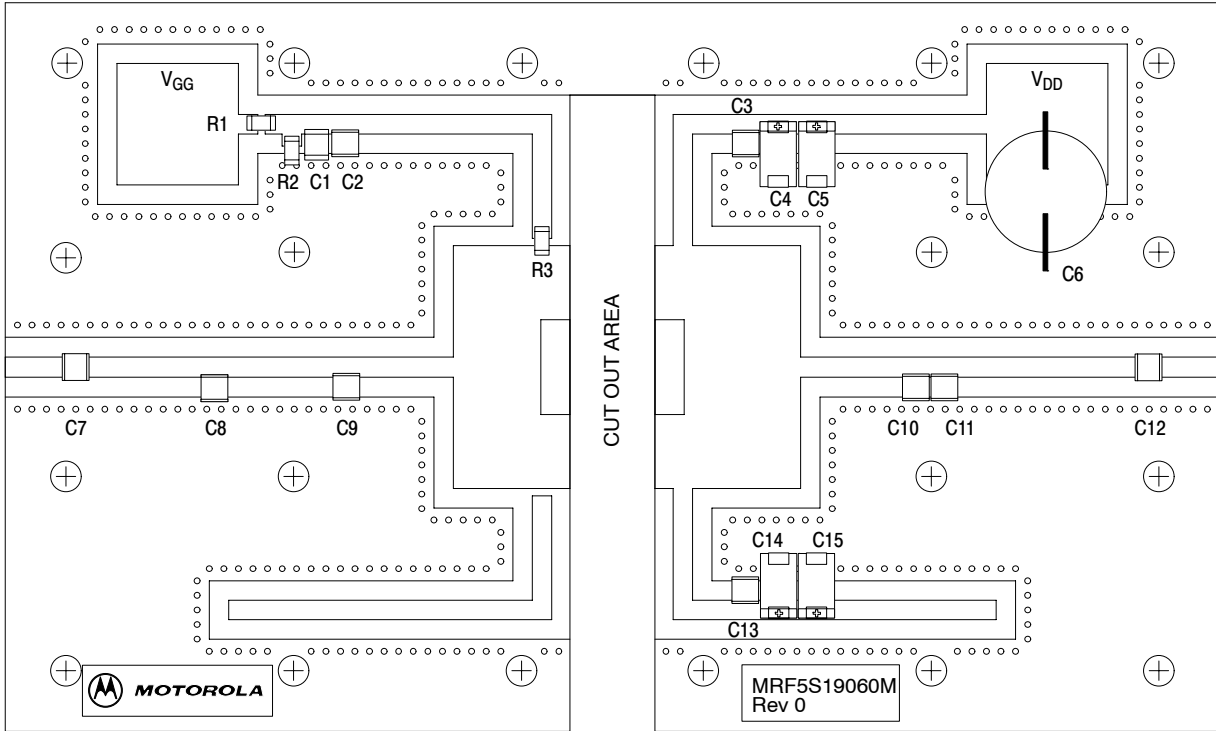 VGG
VDD
C3
R1
R2 C1 C2
C4 C5
R3
C6
CUT OUT AREA
C7
C8
C9
C10 C11
C12
C14 C15
C13
MOTOROLA
MRF5S19060M
Rev 0